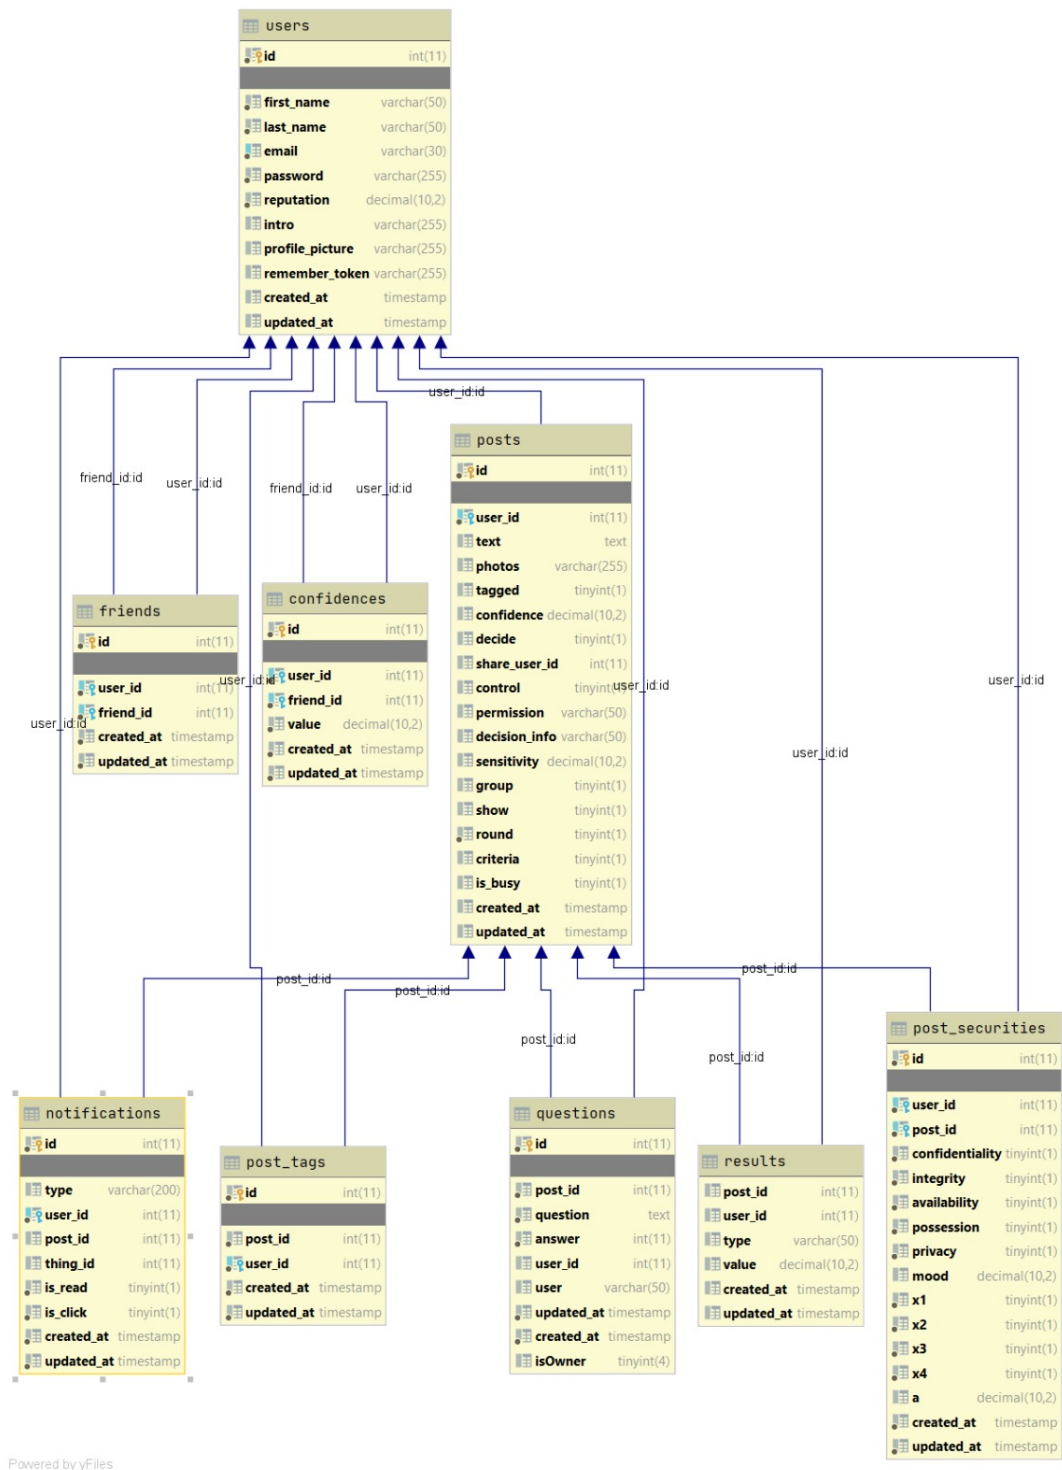 users
id int(11)
first_name varchar(50)
last_name varchar(50)
email varchar(30)
password varchar(255)
reputation decimal(10,2)
intro varchar(255)
profile_picture varchar(255)
remember_token varchar(255)
created_at timestamp
updated_at timestamp
user_id:id
friend_id:id
user_id:id
friend_id:id
user_id:id
posts
id int(11)
user_id int(11)
text text
photos varchar(255)
tagged tinyint(1)
confidence decimal(10,2)
decide tinyint(1)
share_user_id int(11)
control tinyint(1)
permission varchar(50)
decision_info varchar(50)
sensitivity decimal(10,2)
group tinyint(1)
show tinyint(1)
round tinyint(1)
criteria tinyint(1)
is_busy tinyint(1)
created_at timestamp
updated_at timestamp
friends
id int(11)
user_id int(11)
friend_id int(11)
created_at timestamp
updated_at timestamp
confidences
id int(11)
user_id int(11)
friend_id int(11)
value decimal(10,2)
created_at timestamp
updated_at timestamp
user_id:id
user_id:id
user_id:id
user_id:id
user_id:id
post_id:id
post_id:id
post_id:id
post_id:id
post_id:id
notifications
id int(11)
type varchar(200)
user_id int(11)
post_id int(11)
thing_id int(11)
is_read tinyint(1)
is_click tinyint(1)
created_at timestamp
updated_at timestamp
post_tags
id int(11)
post_id int(11)
user_id int(11)
created_at timestamp
updated_at timestamp
questions
id int(11)
post_id int(11)
question text
answer int(11)
user_id int(11)
user varchar(50)
updated_at timestamp
created_at timestamp
isOwner tinyint(4)
results
post_id int(11)
user_id int(11)
type varchar(50)
value decimal(10,2)
created_at timestamp
updated_at timestamp
post_securities
id int(11)
user_id int(11)
post_id int(11)
confidentiality tinyint(1)
integrity tinyint(1)
availability tinyint(1)
possession tinyint(1)
privacy tinyint(1)
mood decimal(10,2)
x1 tinyint(1)
x2 tinyint(1)
x3 tinyint(1)
x4 tinyint(1)
a decimal(10,2)
created_at timestamp
updated_at timestamp
Powered by yFiles